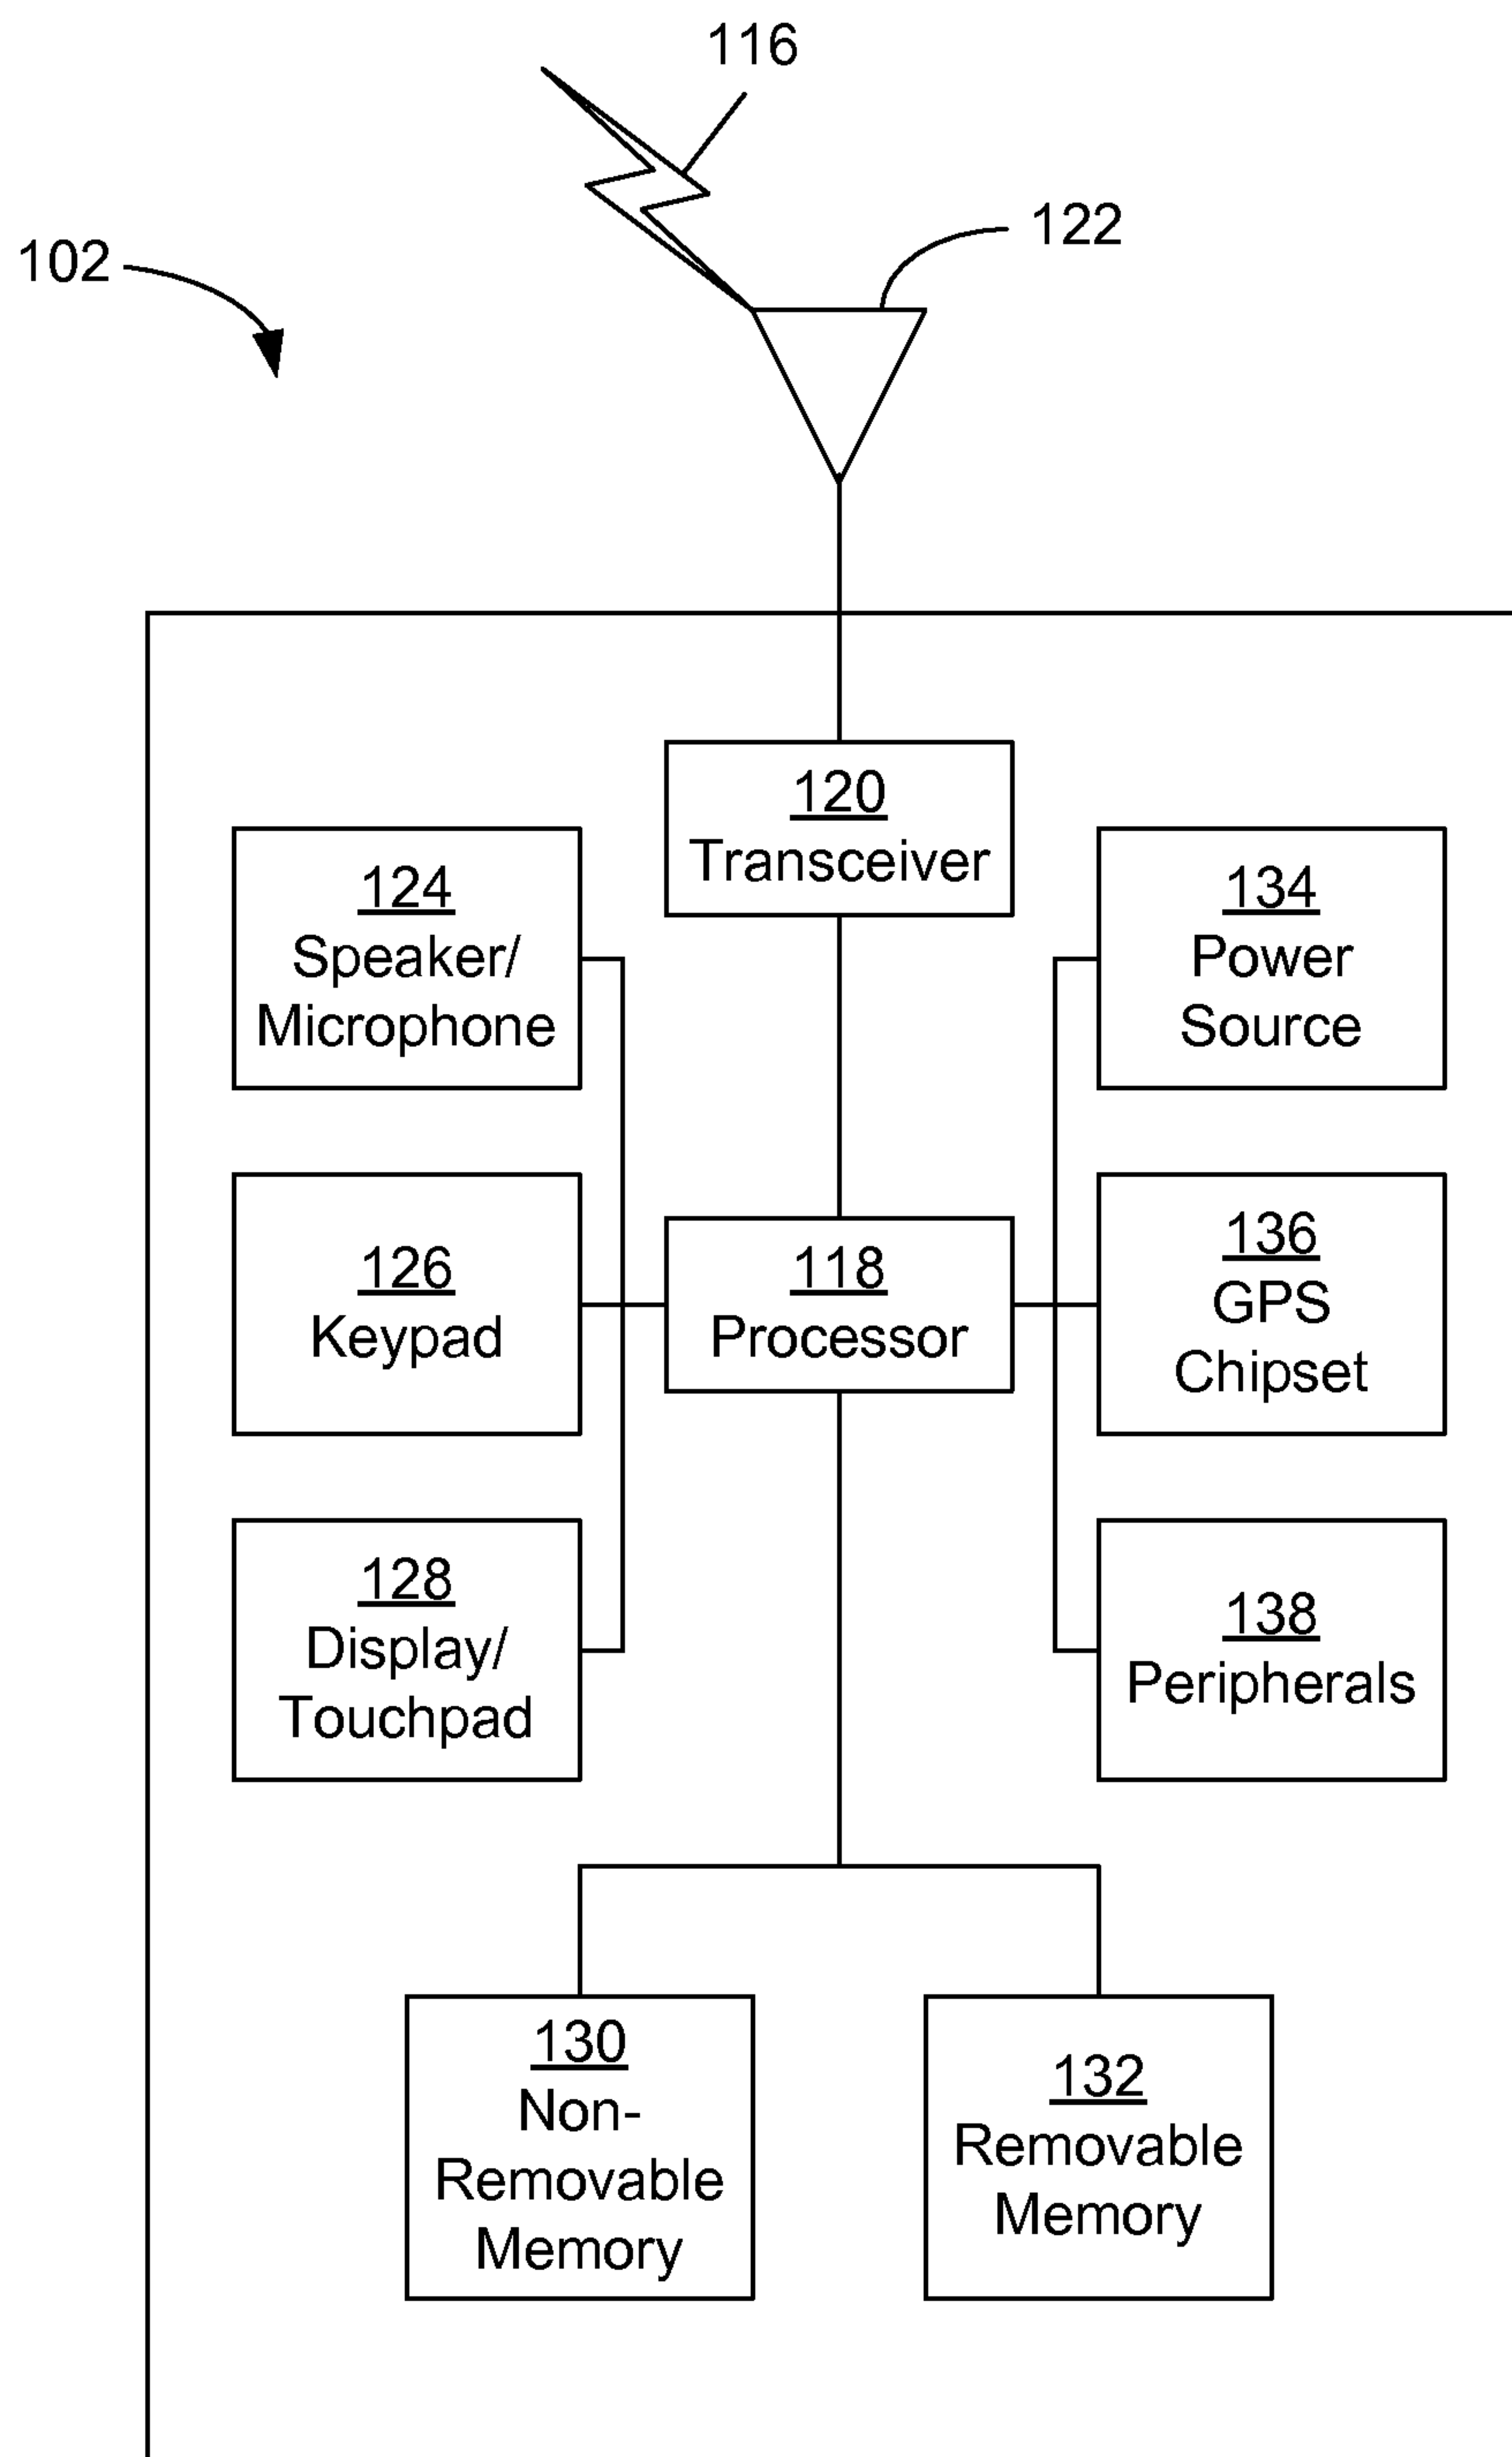 116
122
102
120
Transceiver
124
Speaker/
Microphone
134
Power
Source
126
Keypad
118
Processor
136
GPS
Chipset
128
Display/
Touchpad
138
Peripherals
130
Non-
Removable
Memory
132
Removable
Memory